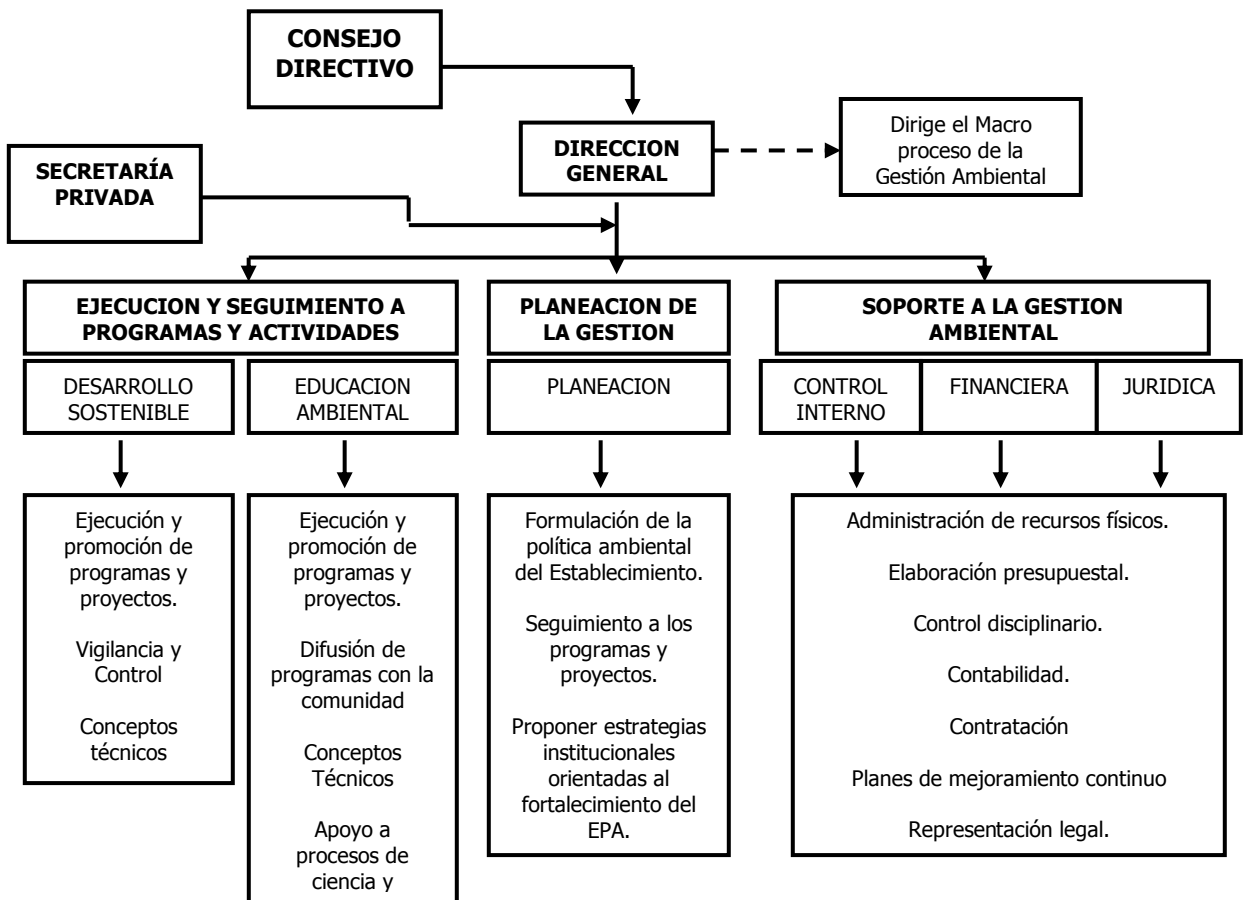 CONSEJO
DIRECTIVO
DIRECCION
GENERAL
Dirige el Macro
proceso de la
Gestión Ambiental
SECRETARÍA
PRIVADA
EJECUCION Y SEGUIMIENTO A
PROGRAMAS Y ACTIVIDADES
PLANEACION DE
LA GESTION
SOPORTE A LA GESTION
AMBIENTAL
DESARROLLO
SOSTENIBLE
EDUCACION
AMBIENTAL
PLANEACION
CONTROL
INTERNO
FINANCIERA
JURIDICA
Ejecución y
promoción de
programas y
proyectos.
Vigilancia y
Control
Conceptos
técnicos
Ejecución y
promoción de
programas y
proyectos.
Difusión de
programas con la
comunidad
Conceptos
Técnicos
Apoyo a
procesos de
ciencia y
Formulación de la
política ambiental
del Establecimiento.
Seguimiento a los
programas y
proyectos.
Proponer estrategias
institucionales
orientadas al
fortalecimiento del
EPA.
Administración de recursos físicos.
Elaboración presupuestal.
Control disciplinario.
Contabilidad.
Contratación
Planes de mejoramiento continuo
Representación legal.